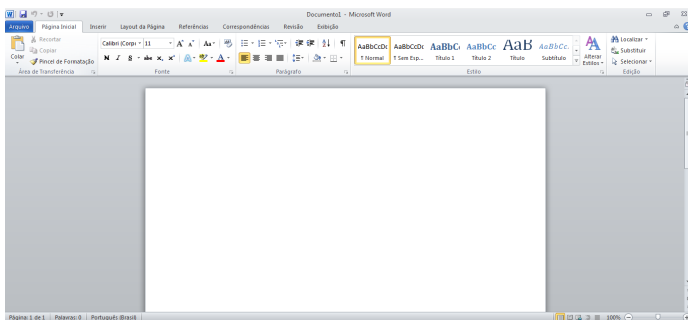 Documento1 - Microsoft Word
Arquivo Página Inicial Inserir Layout da Página Referências Correspondências Revisão Exibição
Colar
Recortar
Copiar
Pincel de Formatação
Área de Transferência
Calibri (Corp 11
N I S abc x, x²
Fonte
Parágrafo
AaBbCcDc AaBbCcDc AaBbC AaBbCc AaB AaBbCc.
¶ Normal ¶ Sem Esp... Título 1 Título 2 Título Subtítulo
Alterar Estilos
Estilo
Localizar
Substituir
Selecionar
Edição
Página: 1 de 1 Palavras: 0 Português (Brasil) 100%